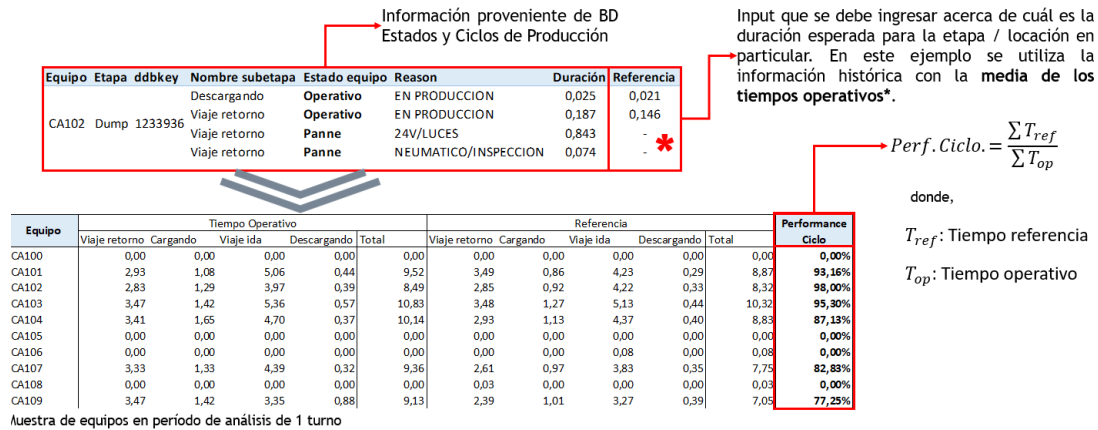 Información proveniente de BD
Estados y Ciclos de Producción
Input que se debe ingresar acerca de cuál es la
duración esperada para la etapa / locación en
particular. En este ejemplo se utiliza la
información histórica con la media de los
tiempos operativos*.
Equipo Etapa ddbkey Nombre subetapa Estado equipo Reason Duración Referencia
CA102 Dump 1233936
Descargando Operativo EN PRODUCCION 0,025 0,021
Viaje retorno Operativo EN PRODUCCION 0,187 0,146
Viaje retorno Panne 24V/LUCES 0,843 -
Viaje retorno Panne NEUMATICO/INSPECCION 0,074 -
*
Perf. Ciclo. = ∑ T_ref / ∑ T_op
donde,
T_ref: Tiempo referencia
T_op: Tiempo operativo
Equipo Tiempo Operativo Referencia Performance Ciclo
Viaje retorno Cargando Viaje ida Descargando Total Viaje retorno Cargando Viaje ida Descargando Total
CA100 0,00 0,00 0,00 0,00 0,00 0,00 0,00 0,00 0,00 0,00 0,00%
CA101 2,93 1,08 5,06 0,44 9,52 3,49 0,86 4,23 0,29 8,87 93,16%
CA102 2,83 1,29 3,97 0,39 8,49 2,85 0,92 4,22 0,33 8,32 98,00%
CA103 3,47 1,42 5,36 0,57 10,83 3,48 1,27 5,13 0,44 10,32 95,30%
CA104 3,41 1,65 4,70 0,37 10,14 2,93 1,13 4,37 0,40 8,83 87,13%
CA105 0,00 0,00 0,00 0,00 0,00 0,00 0,00 0,00 0,00 0,00 0,00%
CA106 0,00 0,00 0,00 0,00 0,00 0,00 0,00 0,08 0,00 0,08 0,00%
CA107 3,33 1,33 4,39 0,32 9,36 2,61 0,97 3,83 0,35 7,75 82,83%
CA108 0,00 0,00 0,00 0,00 0,00 0,03 0,00 0,00 0,00 0,03 0,00%
CA109 3,47 1,42 3,35 0,88 9,13 2,39 1,01 3,27 0,39 7,05 77,25%
Muestra de equipos en período de análisis de 1 turno